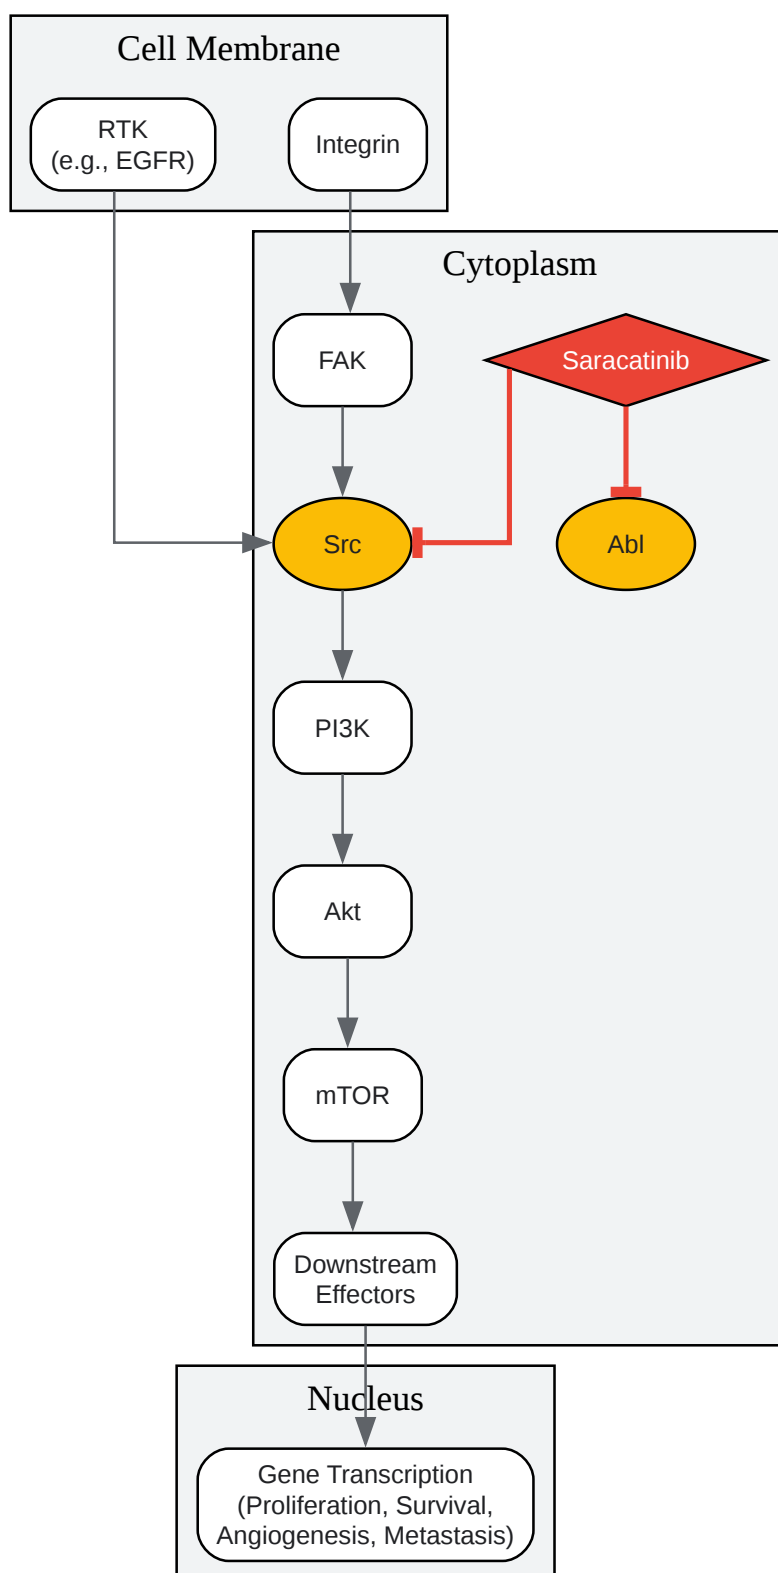 Cell Membrane
RTK
(e.g., EGFR)
Integrin
Cytoplasm
FAK
Saracatinib
Src
Abl
PI3K
Akt
mTOR
Downstream
Effectors
Nucleus
Gene Transcription
(Proliferation, Survival,
Angiogenesis, Metastasis)